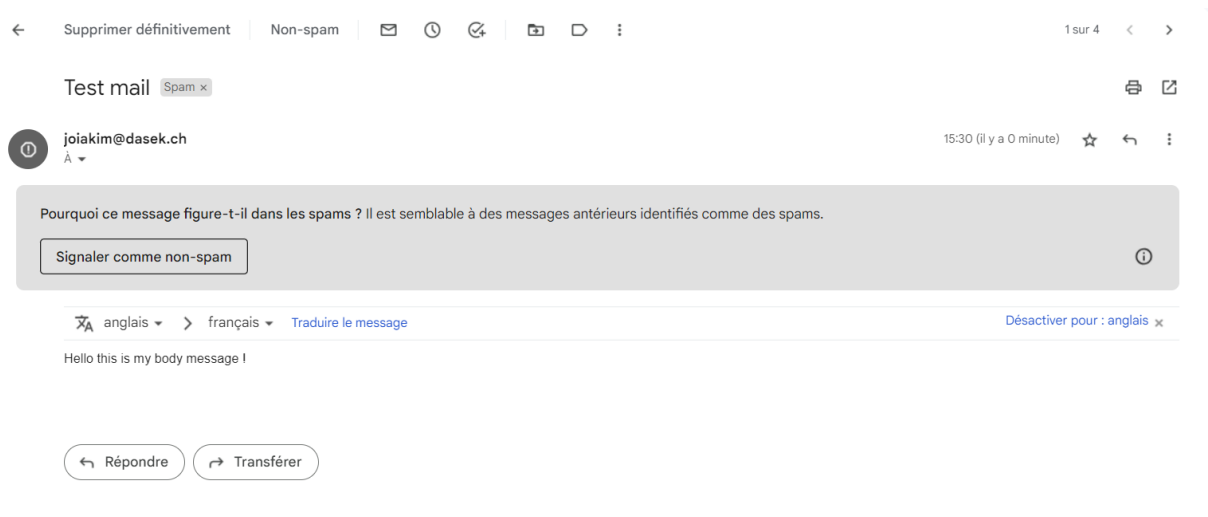 Supprimer définitivement Non-spam 1 sur 4
Test mail Spam ×
joiakim@dasek.ch 15:30 (il y a 0 minute)
À
Pourquoi ce message figure-t-il dans les spams ? Il est semblable à des messages antérieurs identifiés comme des spams.
Signaler comme non-spam
anglais français Traduire le message Désactiver pour : anglais ×
Hello this is my body message !
Répondre Transférer